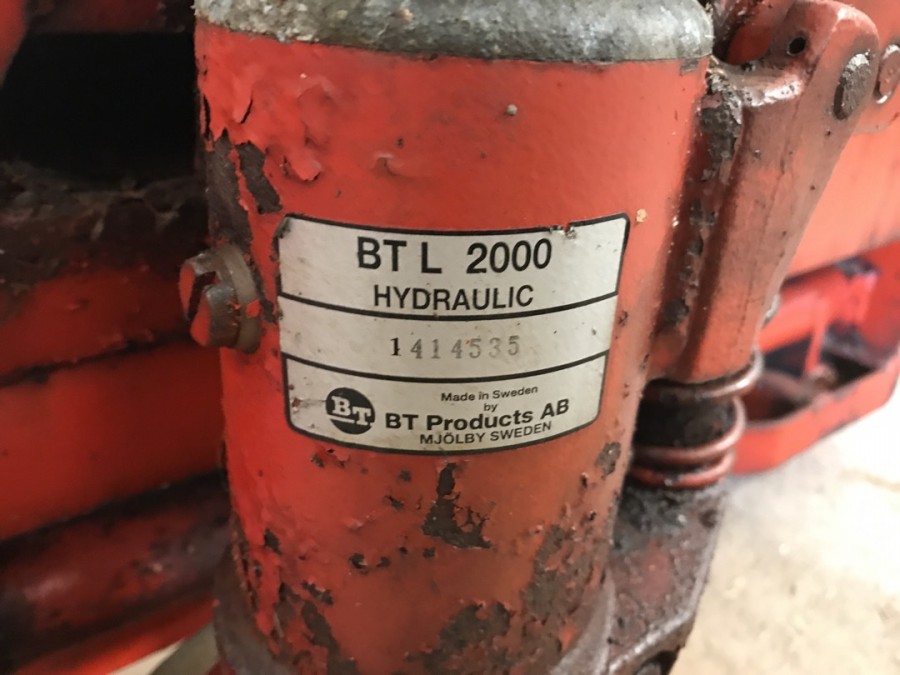 BT L 2000
HYDRAULIC
1414535
BT
Made in Sweden
by
BT Products AB
MJÖLBY SWEDEN